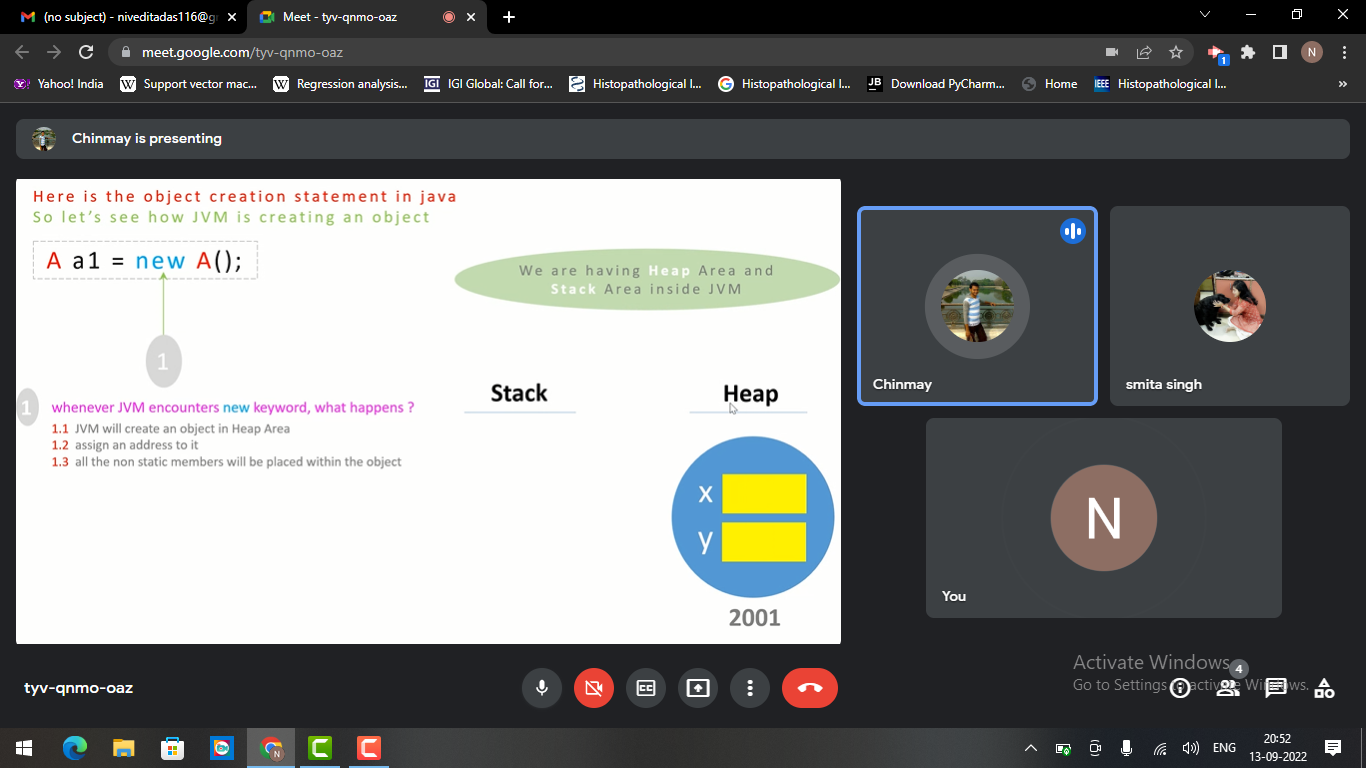 (no subject) - niveditadas116@g
Meet - tyv-qnmo-oaz
meet.google.com/tyv-qnmo-oaz
N
1
Yahoo! India
Support vector mac...
Regression analysis...
IGI Global: Call for...
Histopathological I...
Histopathological I...
Download PyCharm...
Home
Histopathological I...
»
Chinmay is presenting
Here is the object creation statement in java
So let's see how JVM is creating an object
A a1 = new A();
We are having Heap Area and
Stack Area inside JVM
1
1 whenever JVM encounters new keyword, what happens ?
1.1 JVM will create an object in Heap Area
1.2 assign an address to it
1.3 all the non static members will be placed within the object
Stack
Heap
x
y
2001
Chinmay
smita singh
N
You
Activate Windows
Go to Settings to activate Windows.
4
tyv-qnmo-oaz
CC
ENG
20:52
13-09-2022